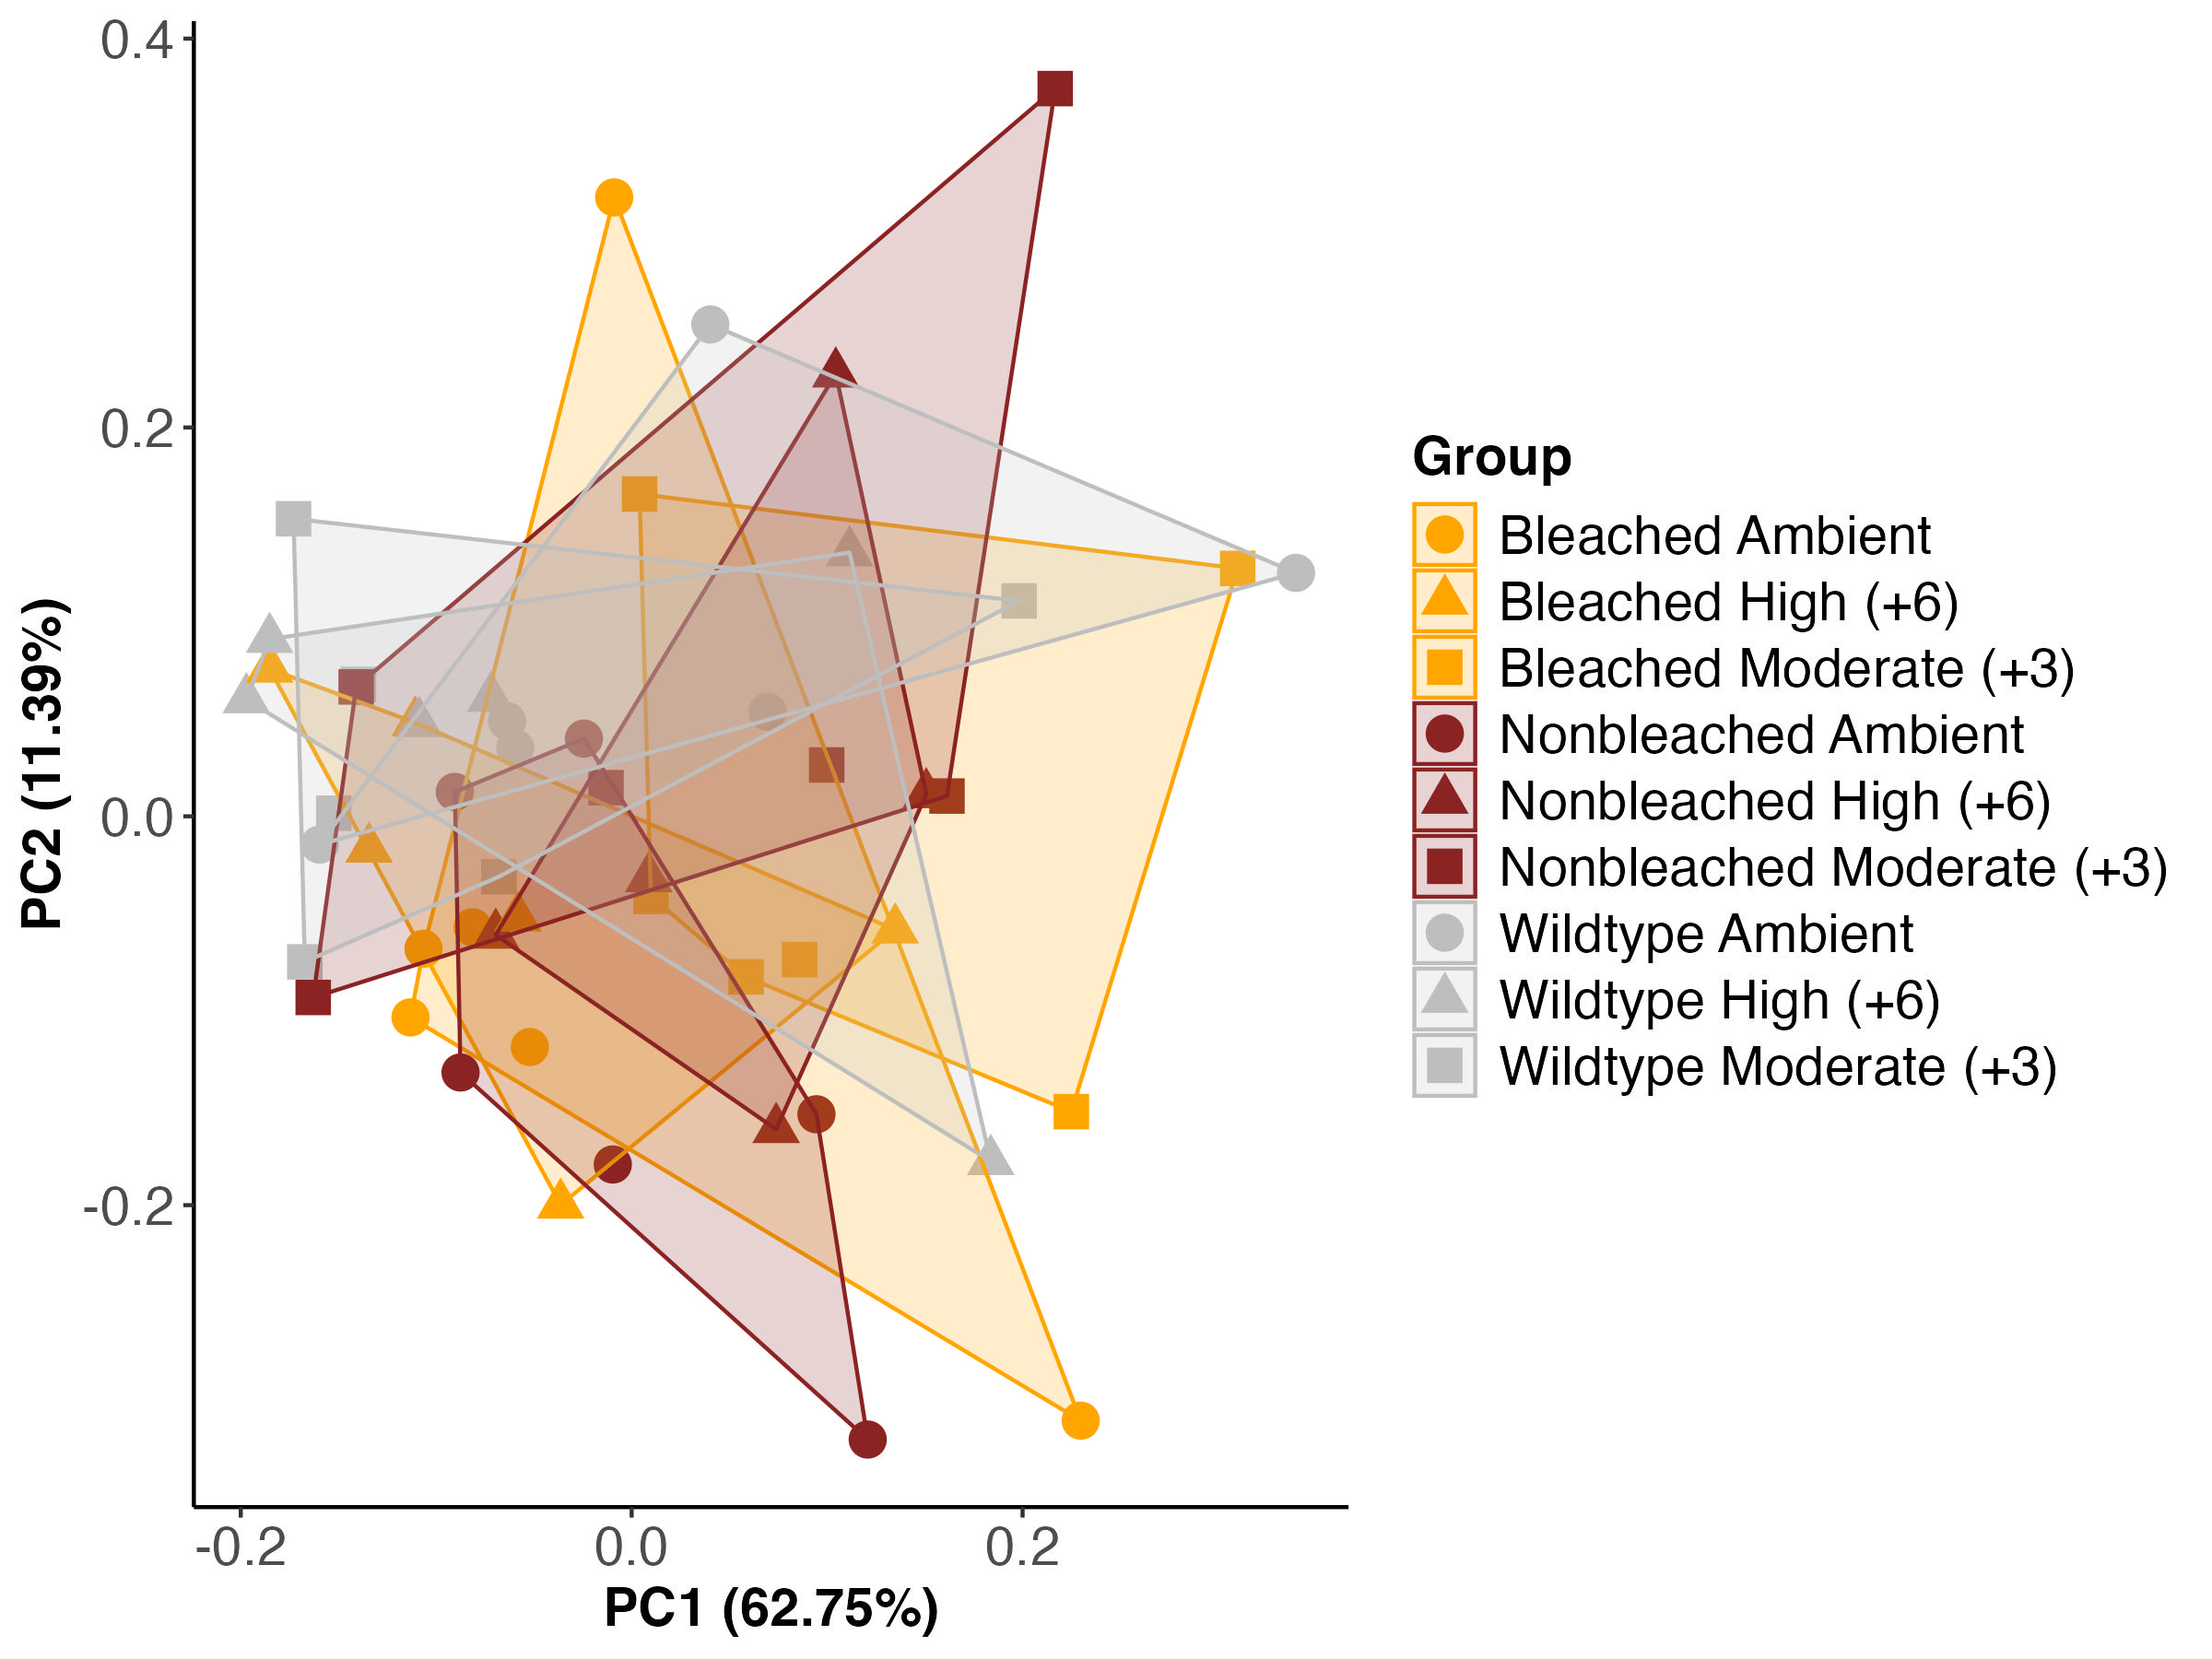 0.4
0.2
0.0
-0.2
PC2 (11.39%)
-0.2
0.0
0.2
PC1 (62.75%)
Group
Bleached Ambient
Bleached High (+6)
Bleached Moderate (+3)
Nonbleached Ambient
Nonbleached High (+6)
Nonbleached Moderate (+3)
Wildtype Ambient
Wildtype High (+6)
Wildtype Moderate (+3)